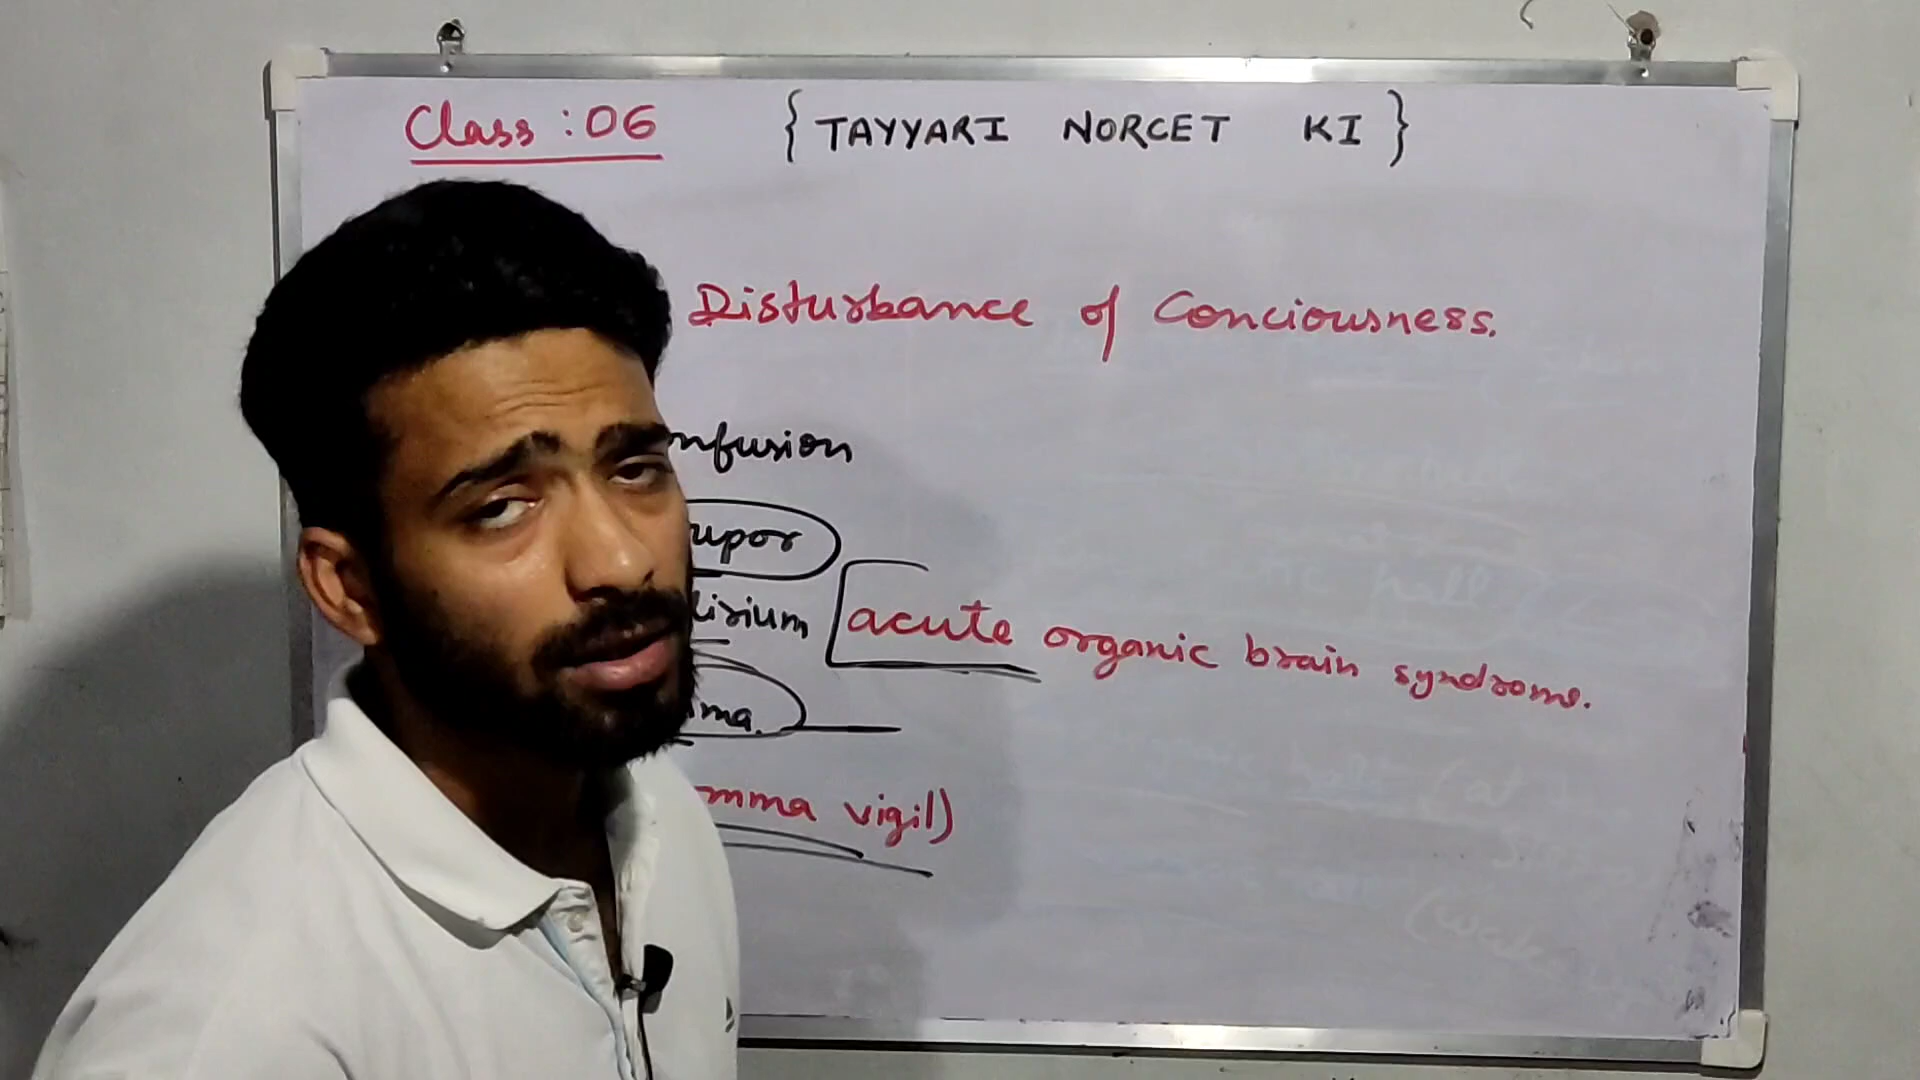 Class : 06 { TAYYARI NORCET KI }
Disturbance of Conciousness.
nfusion
upor
lirium [acute organic brain syndrome.
ma.
mma vigil)